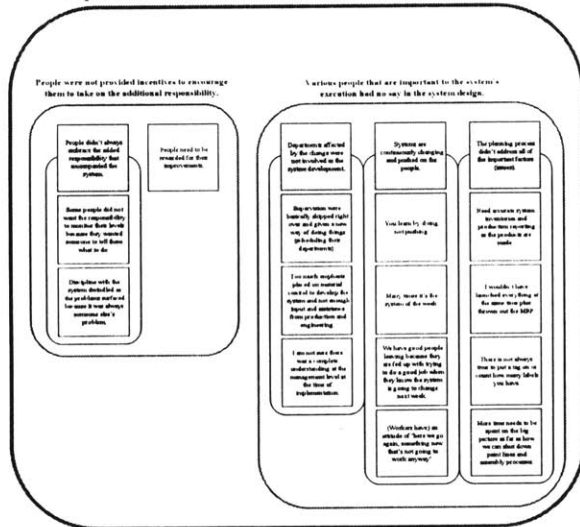 People were not provided incentives to encourage
them to take on the additional responsibility.
People didn't always
embrace the added
responsibility that
accompanied the
system.
People need to be
rewarded for their
improvements.
Some people did not
want the responsibility
to monitor their levels
because they wanted
someone to tell them
what to do
Discipline with the
system dwindled as
the problems surfaced
because it was always
someone else's
problem.
Various people that are important to the system's
execution had no say in the system design.
Departments affected
by the change were
not involved in the
system development.
Supervision were
basically skipped right
over and given a new
way of doing things
(scheduling their
departments)
Too much emphasis
placed on material
control to develop the
system and not enough
input and assistance
from production and
engineering
I am not sure there
was a complete
understanding at the
management level at
the time of
implementation.
Systems are
continuously changing
and pushed on the
people.
You learn by doing,
not pushing
Many times it's the
system of the week
We have good people
leaving because they
are fed up with trying
to do a good job when
they know the system
is going to change
next week.
(Workers have) an
attitude of 'here we go
again, something new
that's not going to
work anyway'
The planning process
didn't address all of
the important factors
Need accurate system
inventories and
production reporting
as the products are
made
I wouldn't have
launched everything at
the same time plus
thrown out the MRP
There is not always
time to put a tag on or
count how many labels
you have.
More time needs to be
spent on the big
picture as far as how
we can shut down
paint lines and
assembly processes